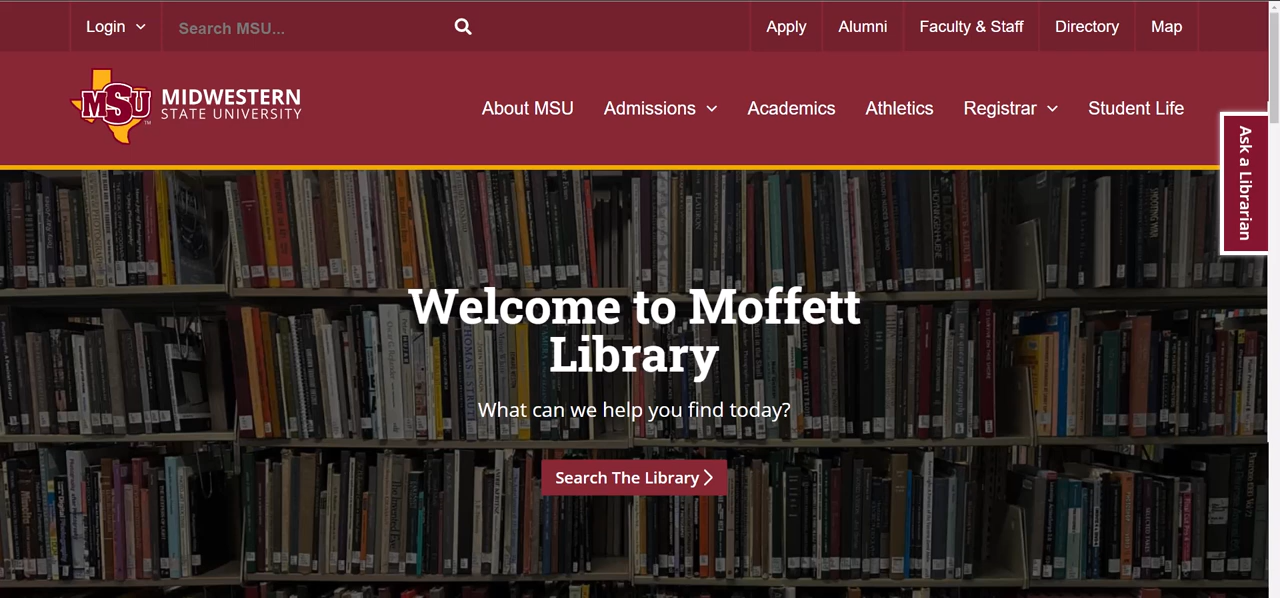 Login
Search MSU...
Apply
Alumni
Faculty & Staff
Directory
Map
MSU
TM
MIDWESTERN
STATE UNIVERSITY
About MSU
Admissions
Academics
Athletics
Registrar
Student Life
Ask a Librarian
Welcome to Moffett
Library
What can we help you find today?
Search The Library